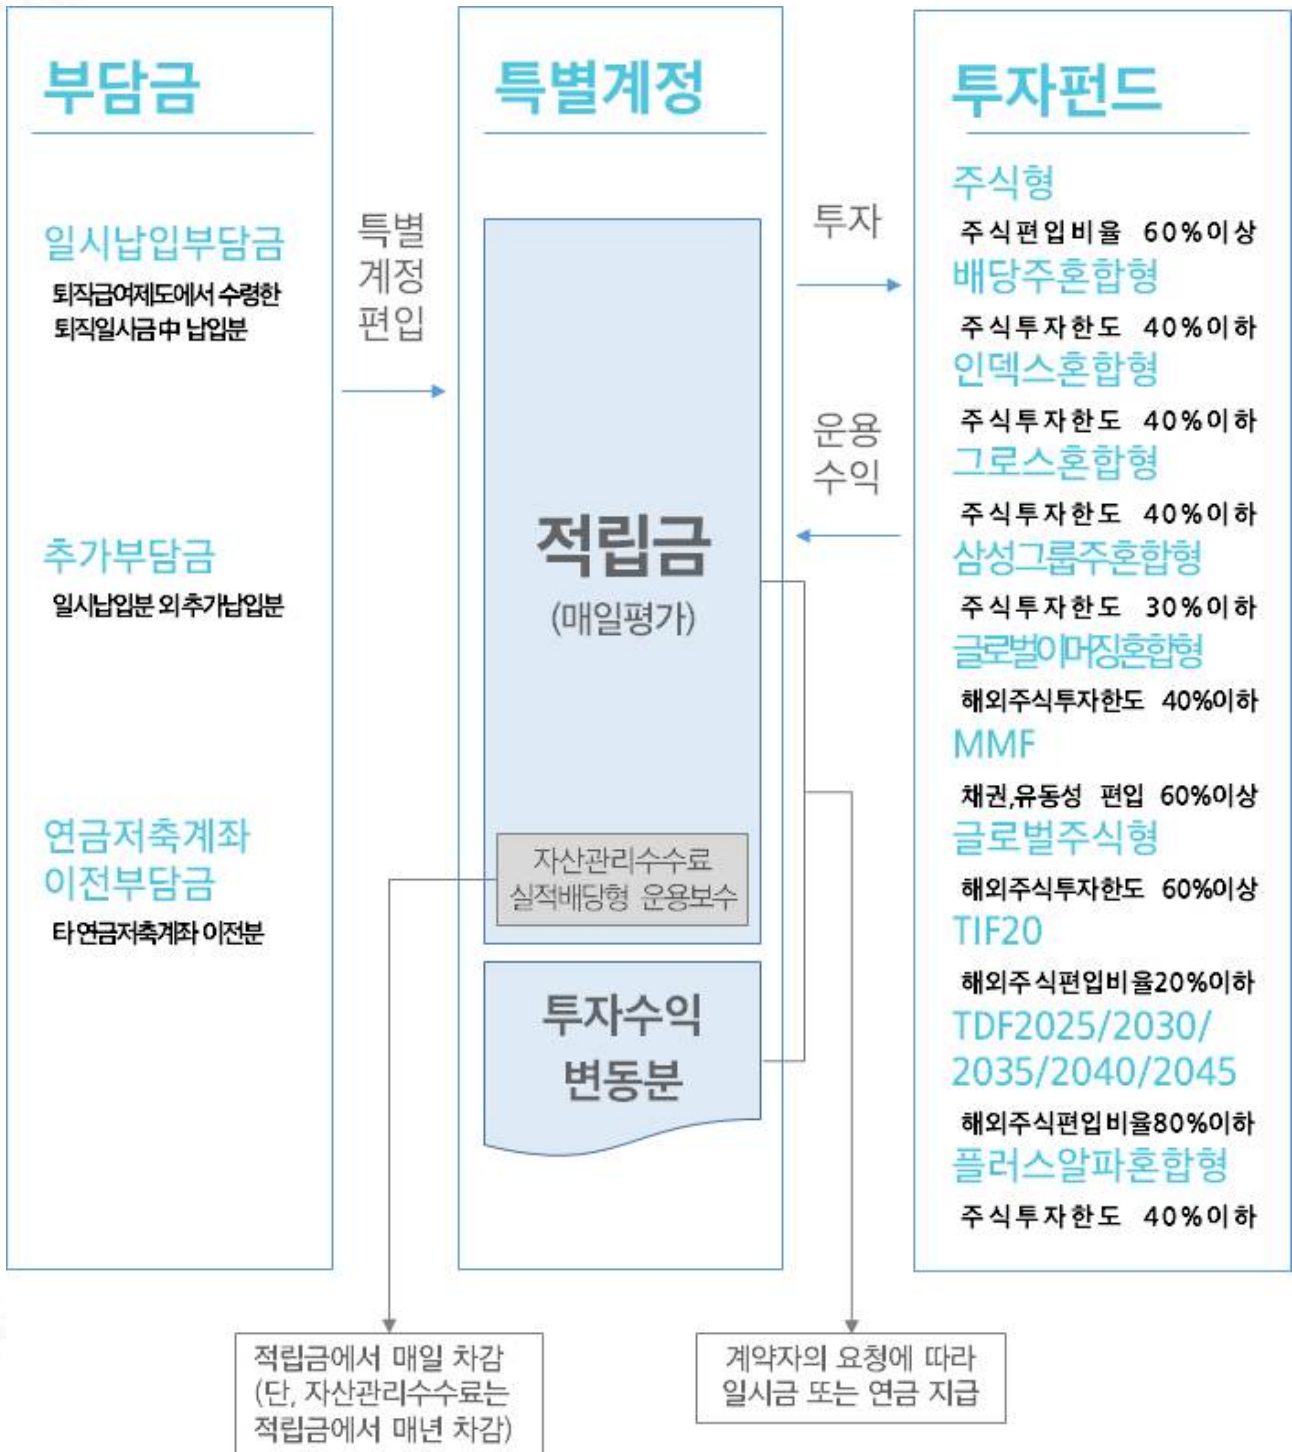 부담금
일시납입부담금
퇴직급여제도에서 수령한
퇴직일시금 中 납입분
추가부담금
일시납입분 외 추가납입분
연금저축계좌
이전부담금
타 연금저축계좌 이전분
특별
계정
편입
특별계정
적립금
(매일평가)
자산관리수수료
실적배당형 운용보수
투자수익
변동분
투자
운용
수익
투자펀드
주식형
주식편입비율 60%이상
배당주혼합형
주식투자한도 40%이하
인덱스혼합형
주식투자한도 40%이하
그로스혼합형
주식투자한도 40%이하
삼성그룹주혼합형
주식투자한도 30%이하
글로벌이머징혼합형
해외주식투자한도 40%이하
MMF
채권,유동성 편입 60%이상
글로벌주식형
해외주식투자한도 60%이상
TIF20
해외주식편입비율20%이하
TDF2025/2030/
2035/2040/2045
해외주식편입비율80%이하
플러스알파혼합형
주식투자한도 40%이하
적립금에서 매일 차감
(단, 자산관리수수료는
적립금에서 매년 차감)
계약자의 요청에 따라
일시금 또는 연금 지급